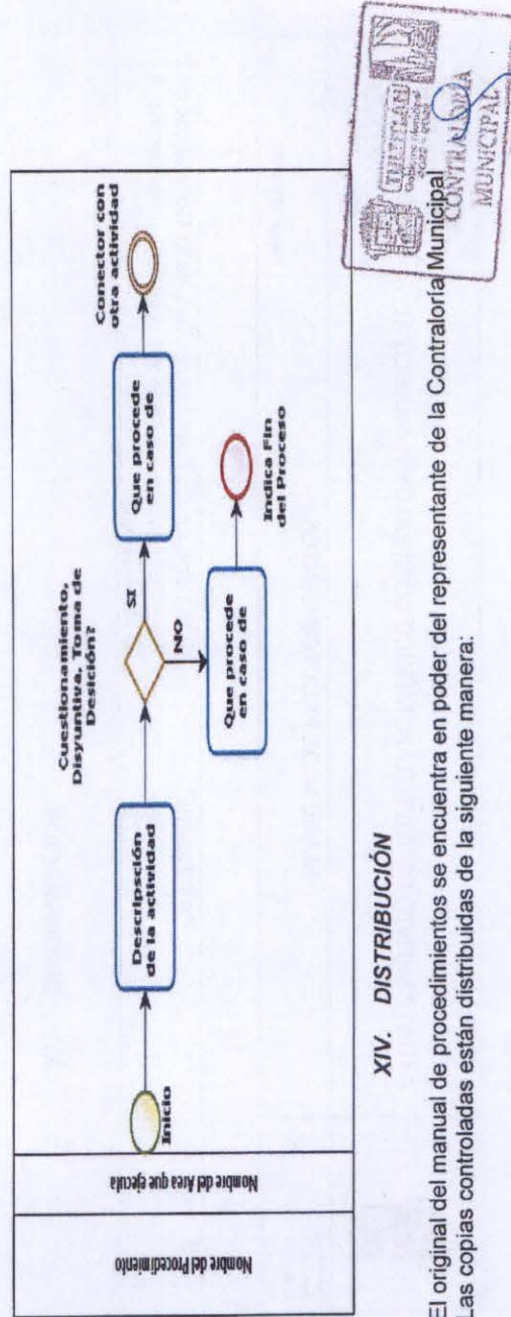 Nombre del Procedimiento
Nombre del Área que ejecuta
Inicio
Descripsción
de la actividad
Cuestionamiento,
Disyuntiva, Toma de
Desición?
SI
NO
Que procede
en caso de
Conector con
otra actividad
Que procede
en caso de
Indica Fin
del Proceso
XIV. DISTRIBUCIÓN
El original del manual de procedimientos se encuentra en poder del representante de la Contraloría Municipal
Las copias controladas están distribuidas de la siguiente manera:
CONTRALORIA
MUNICIPAL